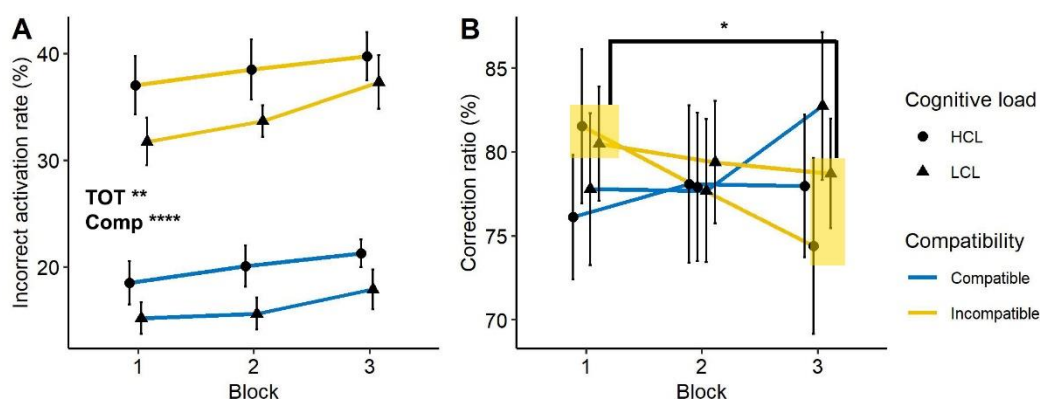 A
Incorrect activation rate (%)
40
30
20
TOT **
Comp ****
1 2 3
Block
B
*
Correction ratio (%)
85
80
75
70
1 2 3
Block
Cognitive load
HCL
LCL
Compatibility
Compatible
Incompatible